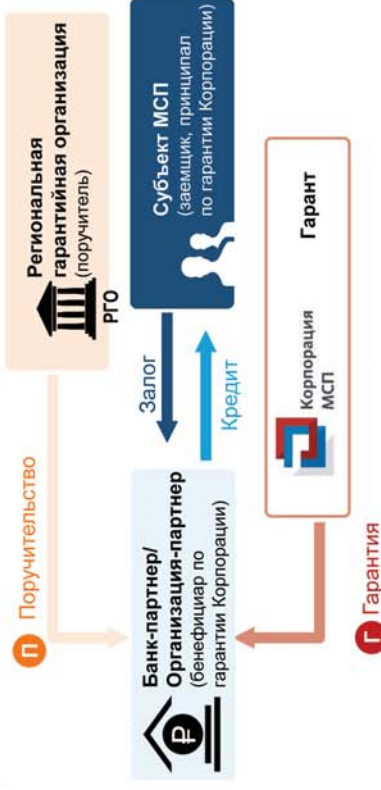 П Поручительство
Региональная
гарантийная организация
(поручитель)
РГО
Банк-партнер/
Организация-партнер
(бенефициар по
гарантии Корпорации)
Залог
Кредит
Субъект МСП
(заемщик, принципал
по гарантии Корпорации)
Г Гарантия
Корпорация
МСП
Гарант